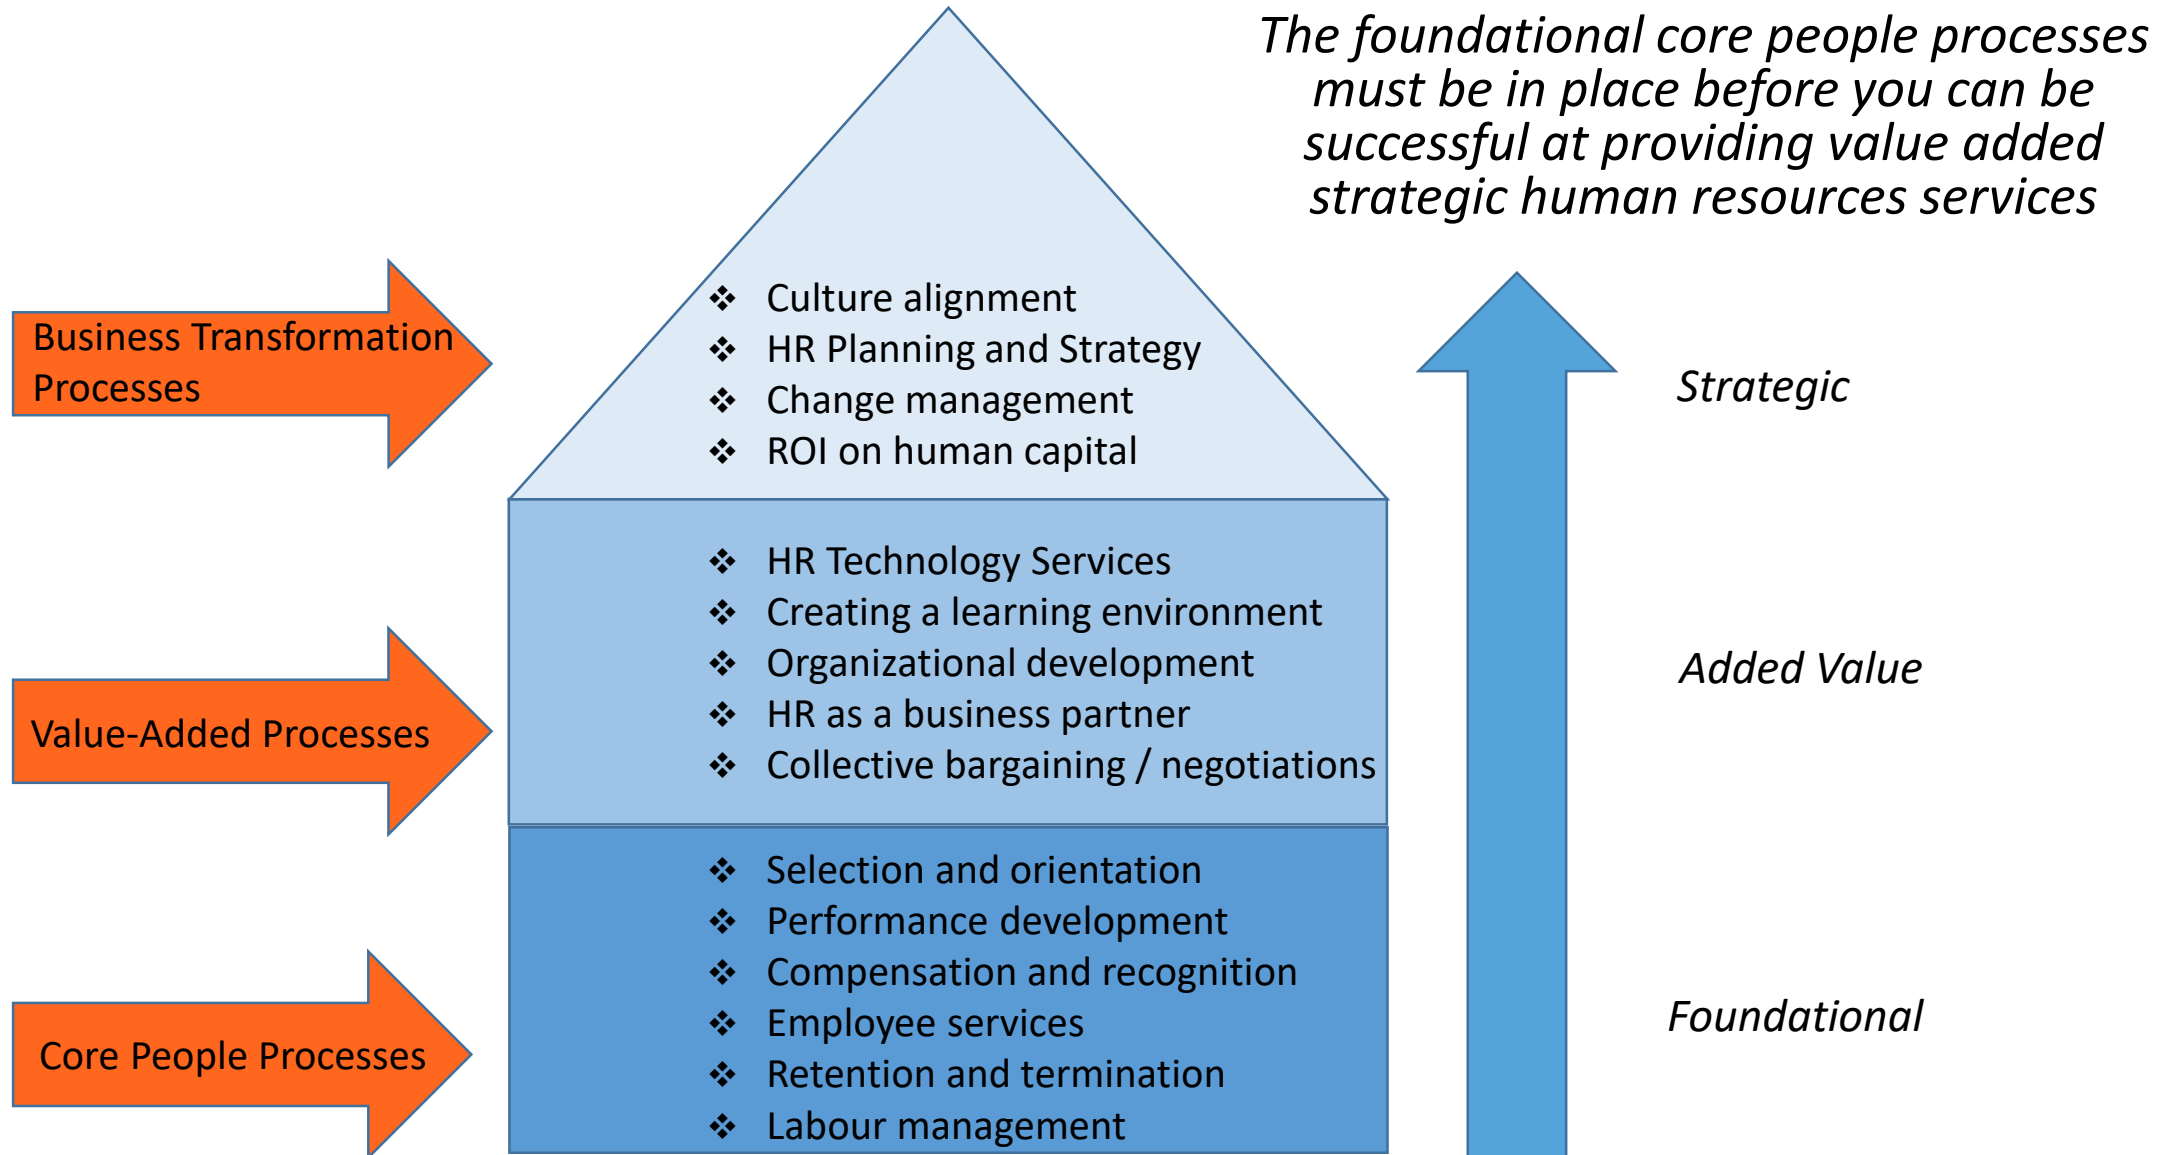 The foundational core people processes
must be in place before you can be
successful at providing value added
strategic human resources services
Business Transformation
Processes
❖ Culture alignment
❖ HR Planning and Strategy
❖ Change management
❖ ROI on human capital
Strategic
Value-Added Processes
❖ HR Technology Services
❖ Creating a learning environment
❖ Organizational development
❖ HR as a business partner
❖ Collective bargaining / negotiations
Added Value
Core People Processes
❖ Selection and orientation
❖ Performance development
❖ Compensation and recognition
❖ Employee services
❖ Retention and termination
❖ Labour management
Foundational